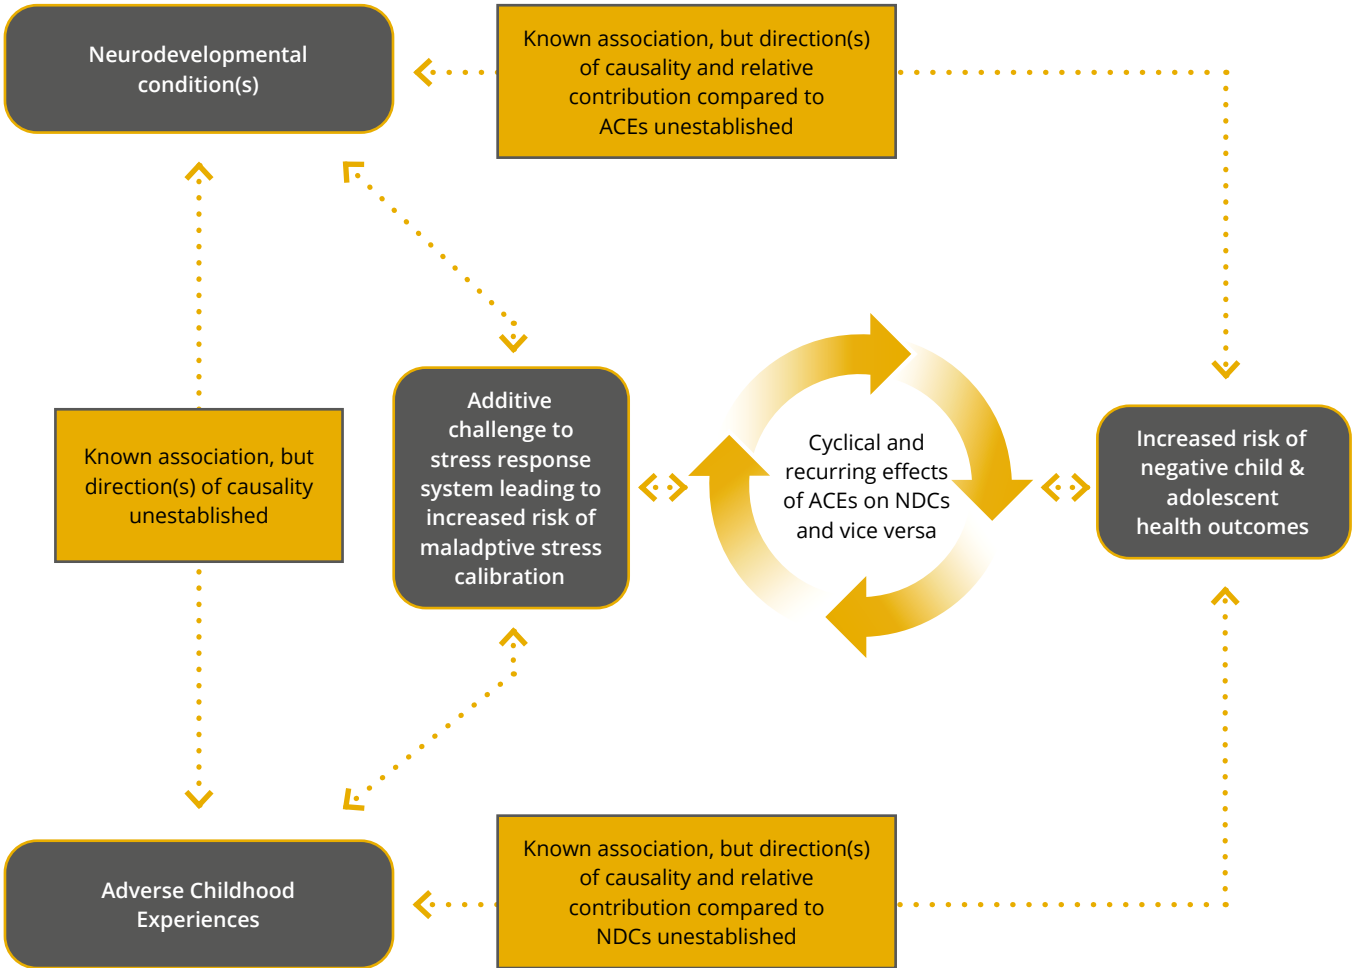 Neurodevelopmental
condition(s)
Known association, but direction(s)
of causality and relative
contribution compared to
ACEs unestablished
Known association, but
direction(s) of causality
unestablished
Additive
challenge to
stress response
system leading to
increased risk of
maladptive stress
calibration
Cyclical and
recurring effects
of ACEs on NDCs
and vice versa
Increased risk of
negative child &
adolescent
health outcomes
Adverse Childhood
Experiences
Known association, but direction(s)
of causality and relative
contribution compared to
NDCs unestablished